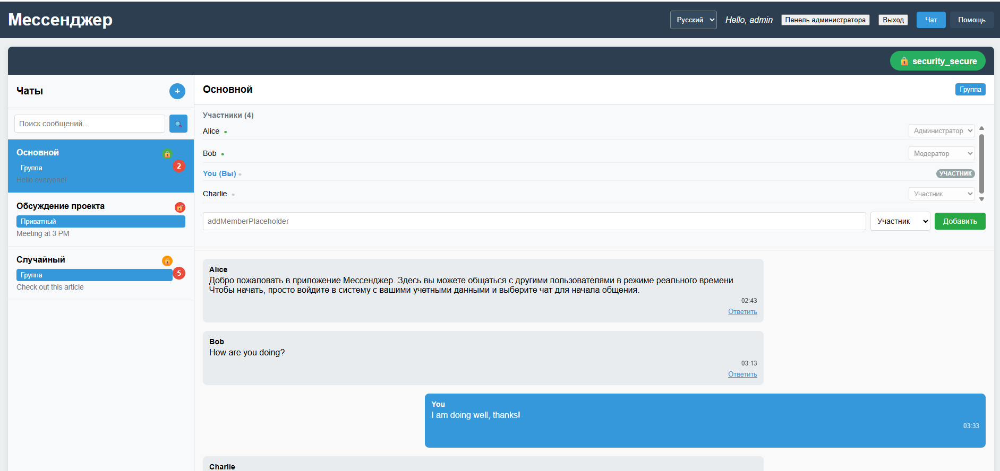 Мессенджер
Русский
Hello, admin
Панель администратора
Выход
Чат
Помощь
security_secure
Чаты
+
Поиск сообщений...
Основной
Группа
2
Hello everyone!
Обсуждение проекта
Приватный
Meeting at 3 PM
Случайный
Группа
5
Check out this article
Основной
Группа
Участники (4)
Alice
Администратор
Bob
Модератор
You (Вы)
УЧАСТНИК
Charlie
Участник
addMemberPlaceholder
Участник
Добавить
Alice
Добро пожаловать в приложение Мессенджер. Здесь вы можете общаться с другими пользователями в режиме реального времени.
Чтобы начать, просто войдите в систему с вашими учетными данными и выберите чат для начала общения.
02:43
Ответить
Bob
How are you doing?
03:13
Ответить
You
I am doing well, thanks!
03:33
Charlie